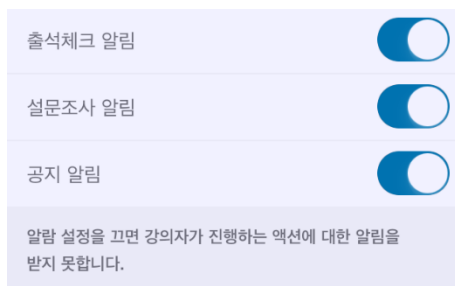 출석체크 알림
설문조사 알림
공지 알림
알람 설정을 끄면 강의자가 진행하는 액션에 대한 알림을
받지 못합니다.